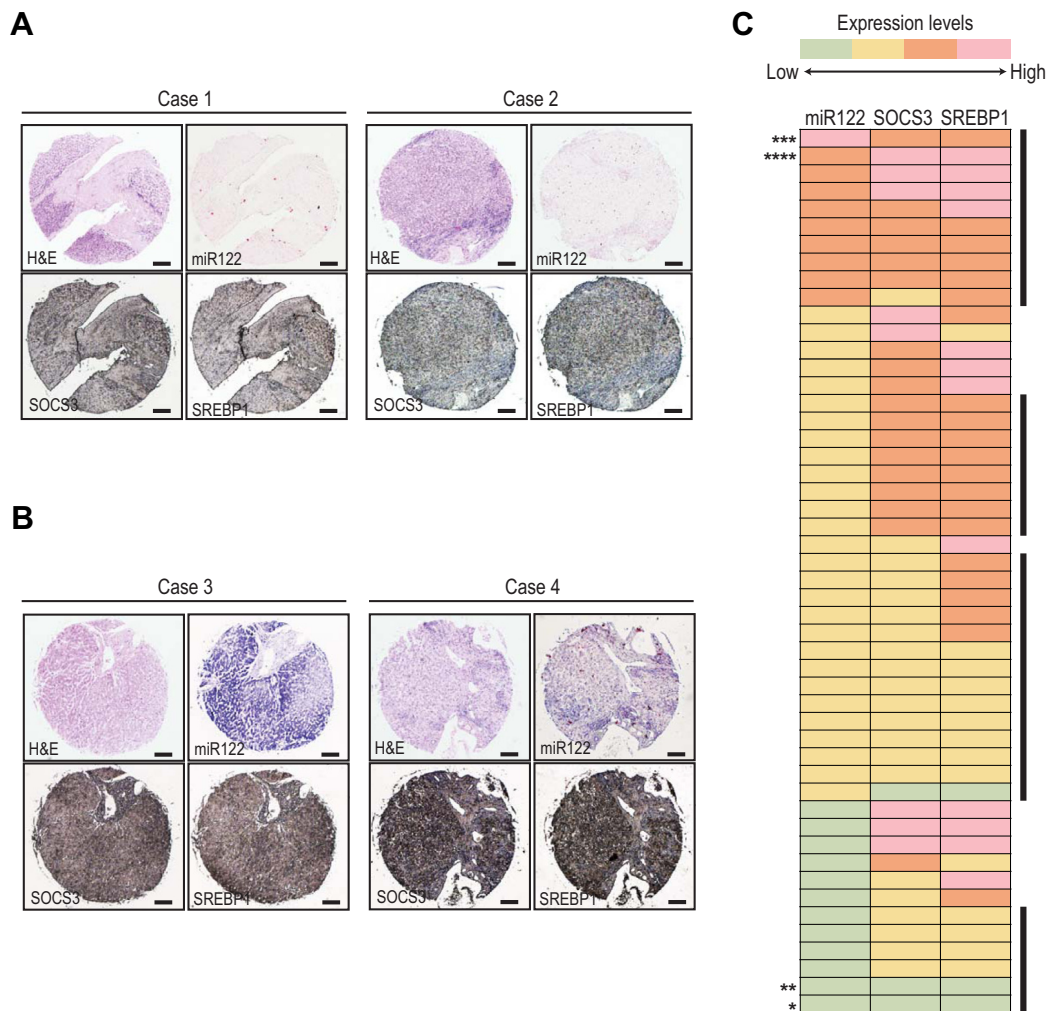 A
Case 1
Case 2
H&E
miR122
H&E
miR122
SOCS3
SREBP1
SOCS3
SREBP1
B
Case 3
Case 4
H&E
miR122
H&E
miR122
SOCS3
SREBP1
SOCS3
SREBP1
C
Expression levels
Low High
miR122 SOCS3 SREBP1
***
****
**
*